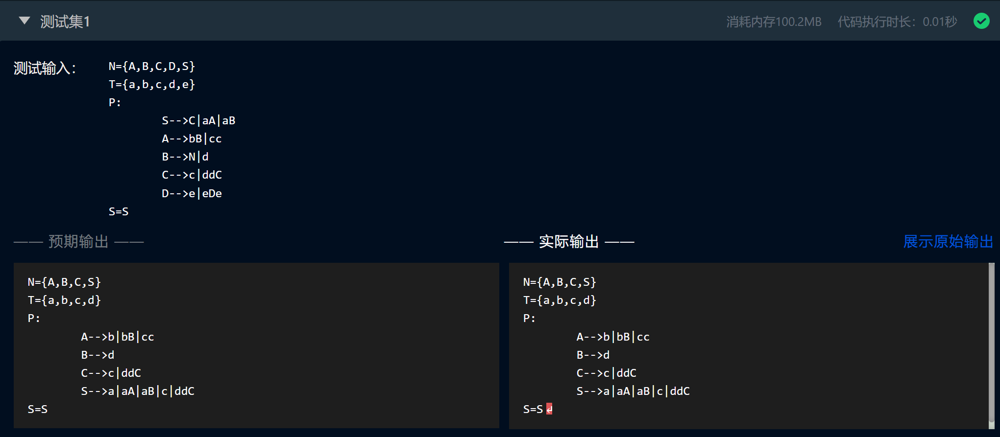 测试集1
消耗内存100.2MB 代码执行时长：0.01秒
测试输入：
N={A,B,C,D,S}
T={a,b,c,d,e}
P:
S-->C|aA|aB
A-->bB|cc
B-->N|d
C-->c|ddC
D-->e|eDe
S=S
—— 预期输出 ——
N={A,B,C,S}
T={a,b,c,d}
P:
A-->b|bB|cc
B-->d
C-->c|ddC
S-->a|aA|aB|c|ddC
S=S
—— 实际输出 ——
展示原始输出
N={A,B,C,S}
T={a,b,c,d}
P:
A-->b|bB|cc
B-->d
C-->c|ddC
S-->a|aA|aB|c|ddC
S=S↵